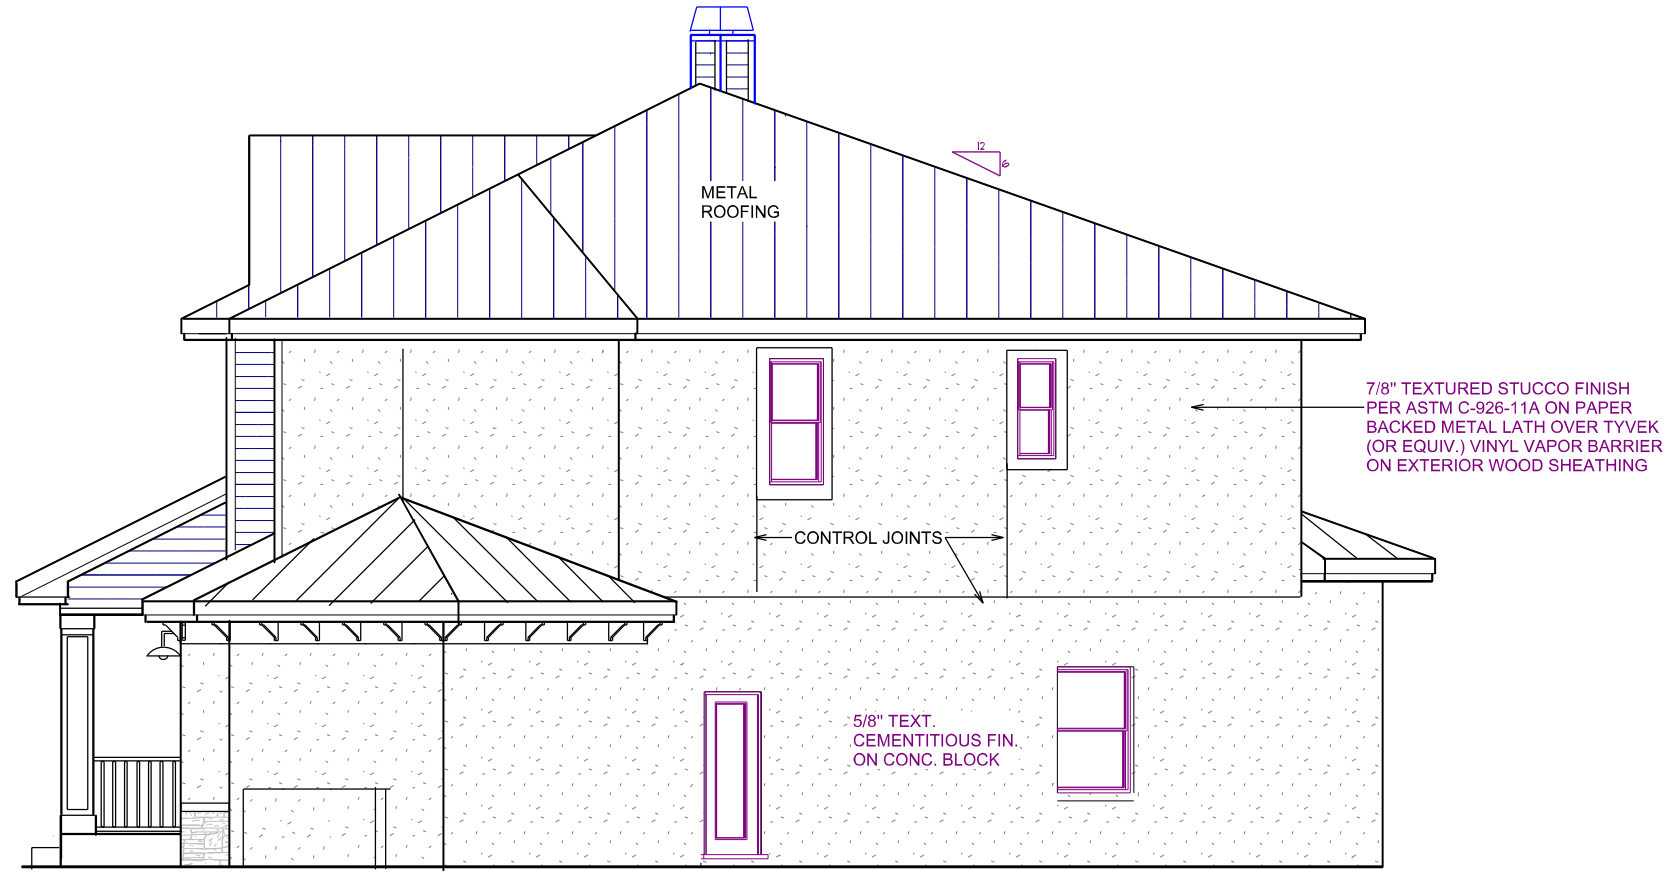 12
6
METAL
ROOFING
7/8" TEXTURED STUCCO FINISH
PER ASTM C-926-11A ON PAPER
BACKED METAL LATH OVER TYVEK
(OR EQUIV.) VINYL VAPOR BARRIER
ON EXTERIOR WOOD SHEATHING
CONTROL JOINTS
5/8" TEXT.
CEMENTITIOUS FIN.
ON CONC. BLOCK